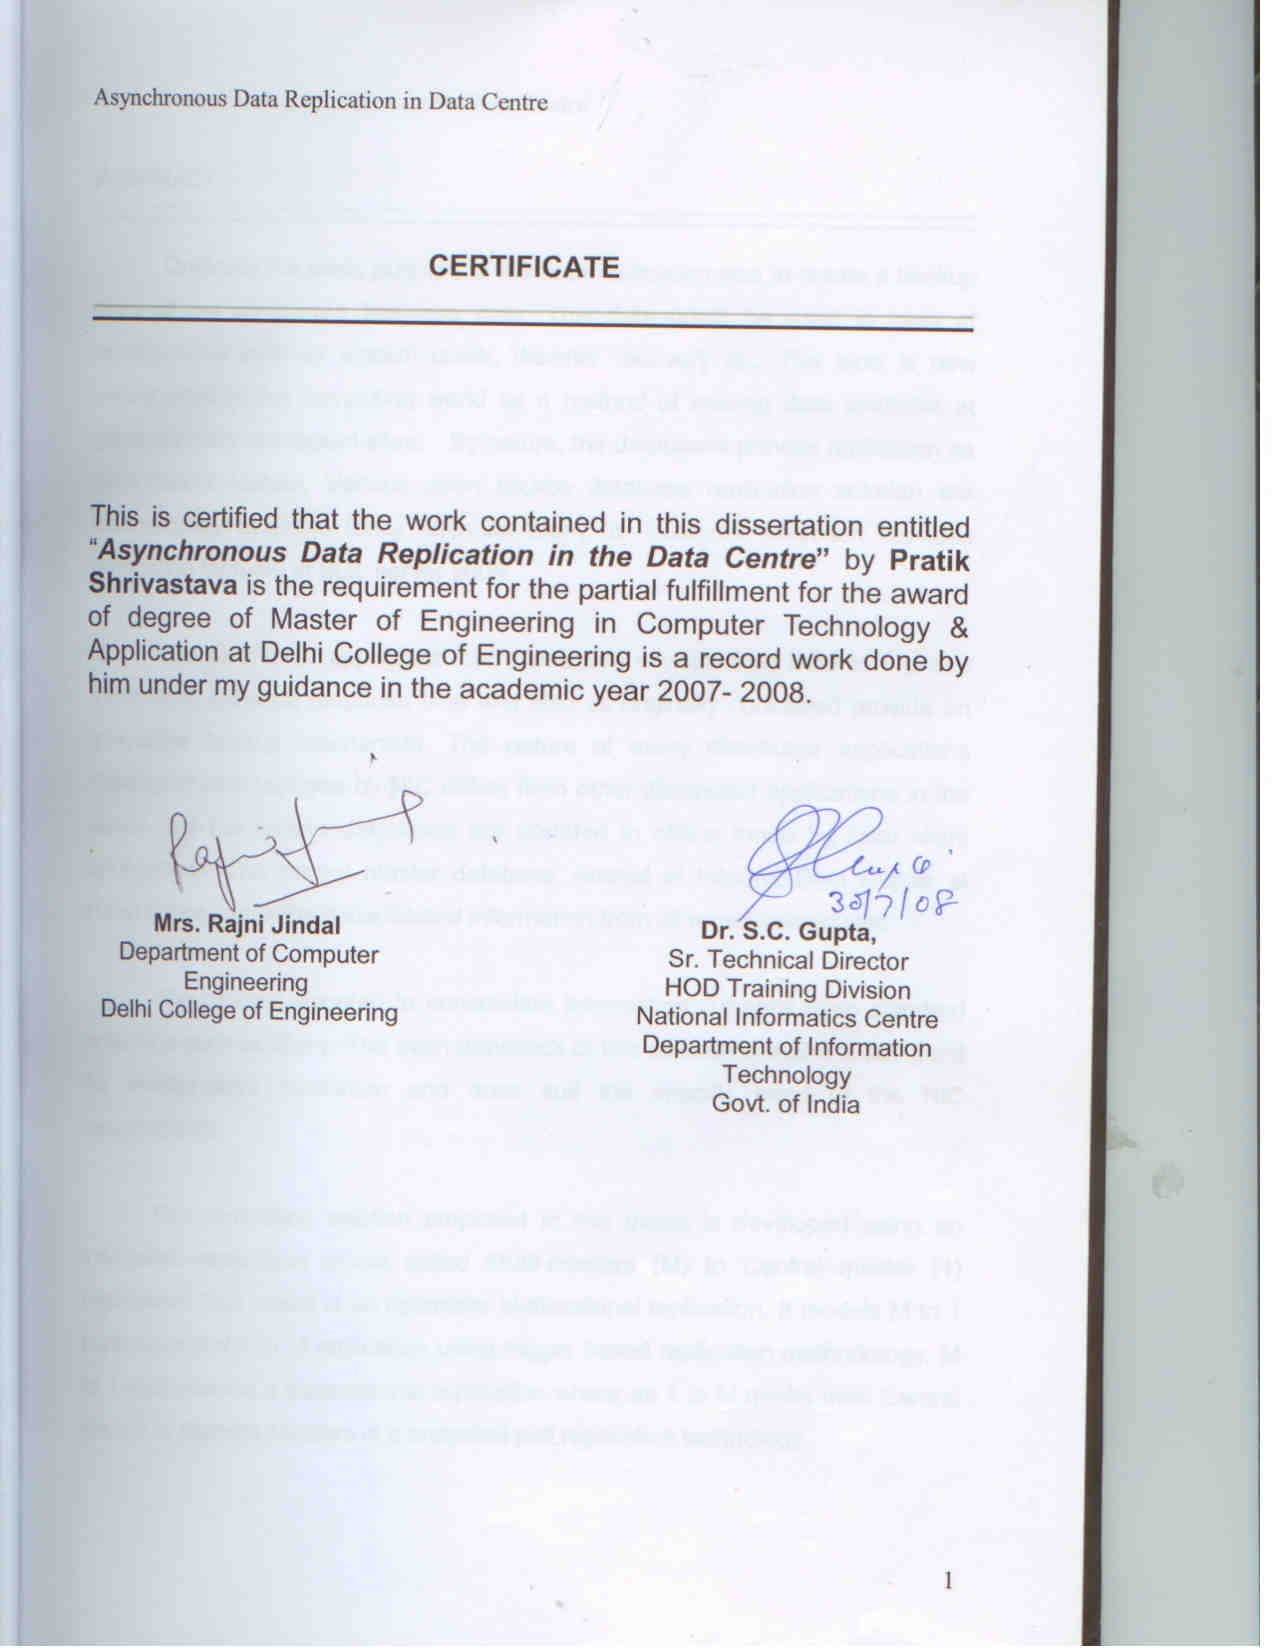 Asynchronous Data Replication in Data Centre
CERTIFICATE
This is certified that the work contained in this dissertation entitled
“Asynchronous Data Replication in the Data Centre” by Pratik
Shrivastava is the requirement for the partial fulfillment for the award
of degree of Master of Engineering in Computer Technology &
Application at Delhi College of Engineering is a record work done by
him under my guidance in the academic year 2007- 2008.
30/7/08
Mrs. Rajni Jindal
Department of Computer
Engineering
Delhi College of Engineering
Dr. S.C. Gupta,
Sr. Technical Director
HOD Training Division
National Informatics Centre
Department of Information
Technology
Govt. of India
1